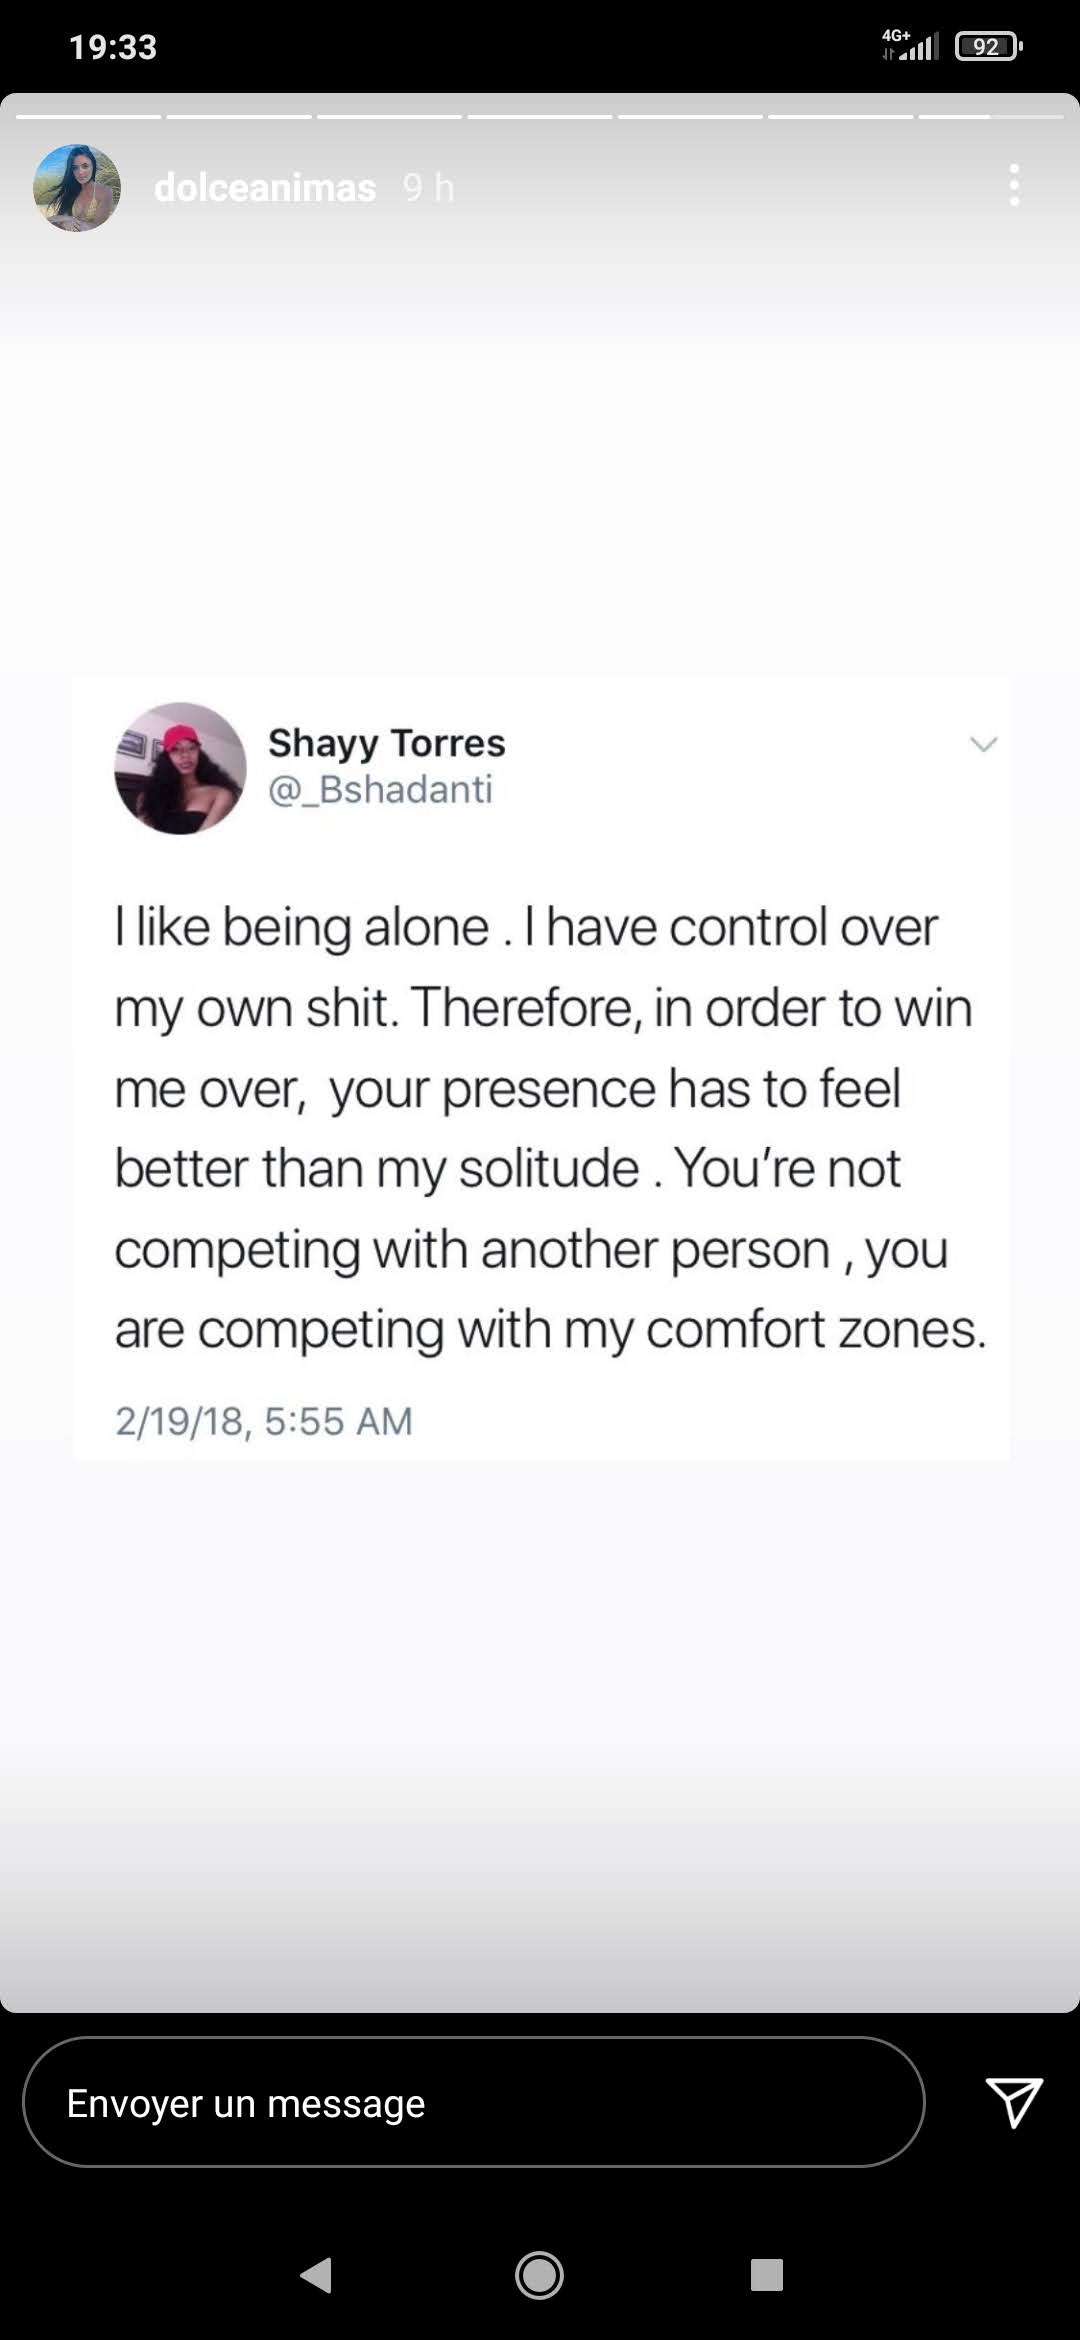 19:33
4G+
92
dolceanimas 9 h
Shayy Torres
@_Bshadanti
I like being alone . I have control over
my own shit. Therefore, in order to win
me over,  your presence has to feel
better than my solitude . You're not
competing with another person , you
are competing with my comfort zones.
2/19/18, 5:55 AM
Envoyer un message